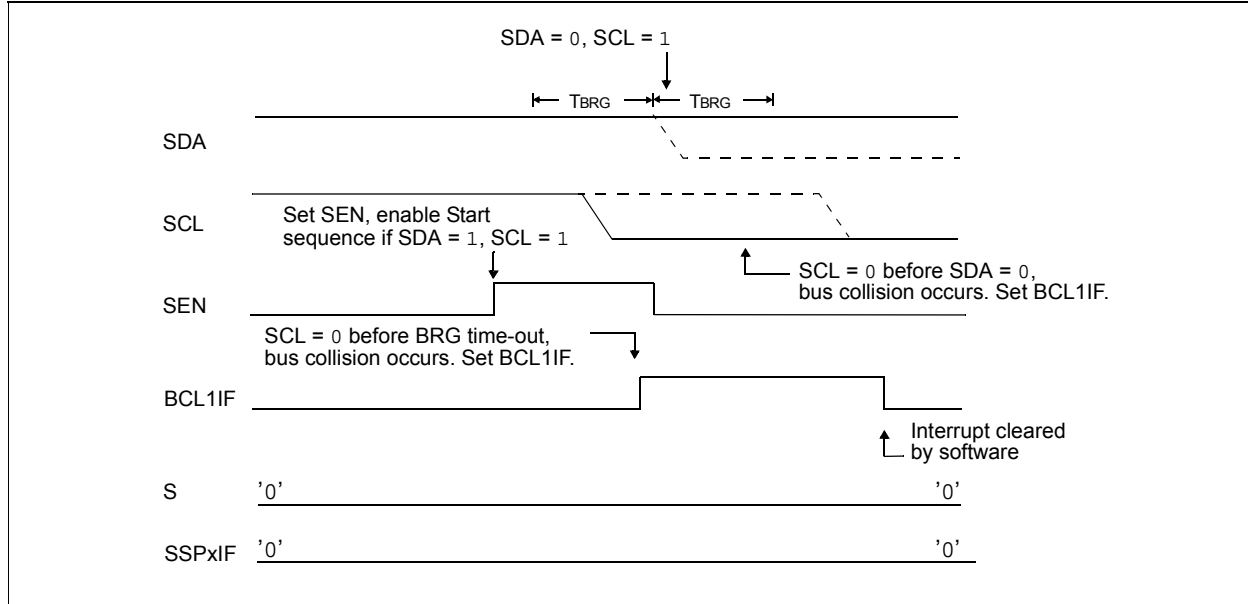 SDA = 0, SCL = 1
TBRG TBRG
SDA
SCL
Set SEN, enable Start
sequence if SDA = 1, SCL = 1
SCL = 0 before SDA = 0,
bus collision occurs. Set BCL1IF.
SEN
SCL = 0 before BRG time-out,
bus collision occurs. Set BCL1IF.
BCL1IF
Interrupt cleared
by software
S '0' '0'
SSPxIF '0' '0'